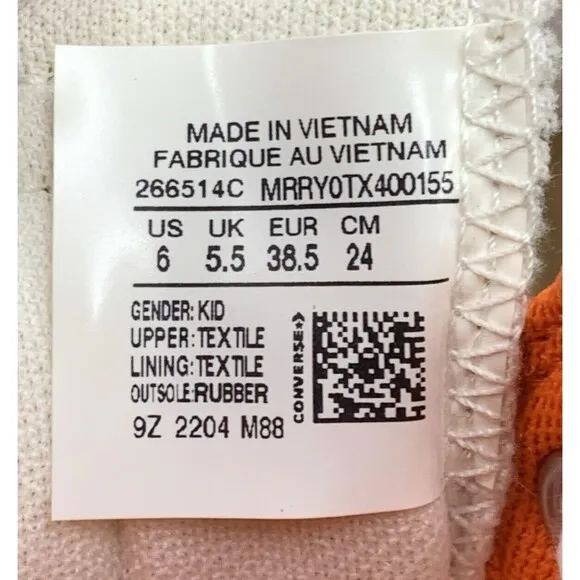 MADE IN VIETNAM
FABRIQUE AU VIETNAM
266514C MRRY0TX400155
US UK EUR CM
6 5.5 38.5 24
GENDER: KID
UPPER: TEXTILE
LINING: TEXTILE
OUTSOLE: RUBBER
9Z 2204 M88
CONVERSE